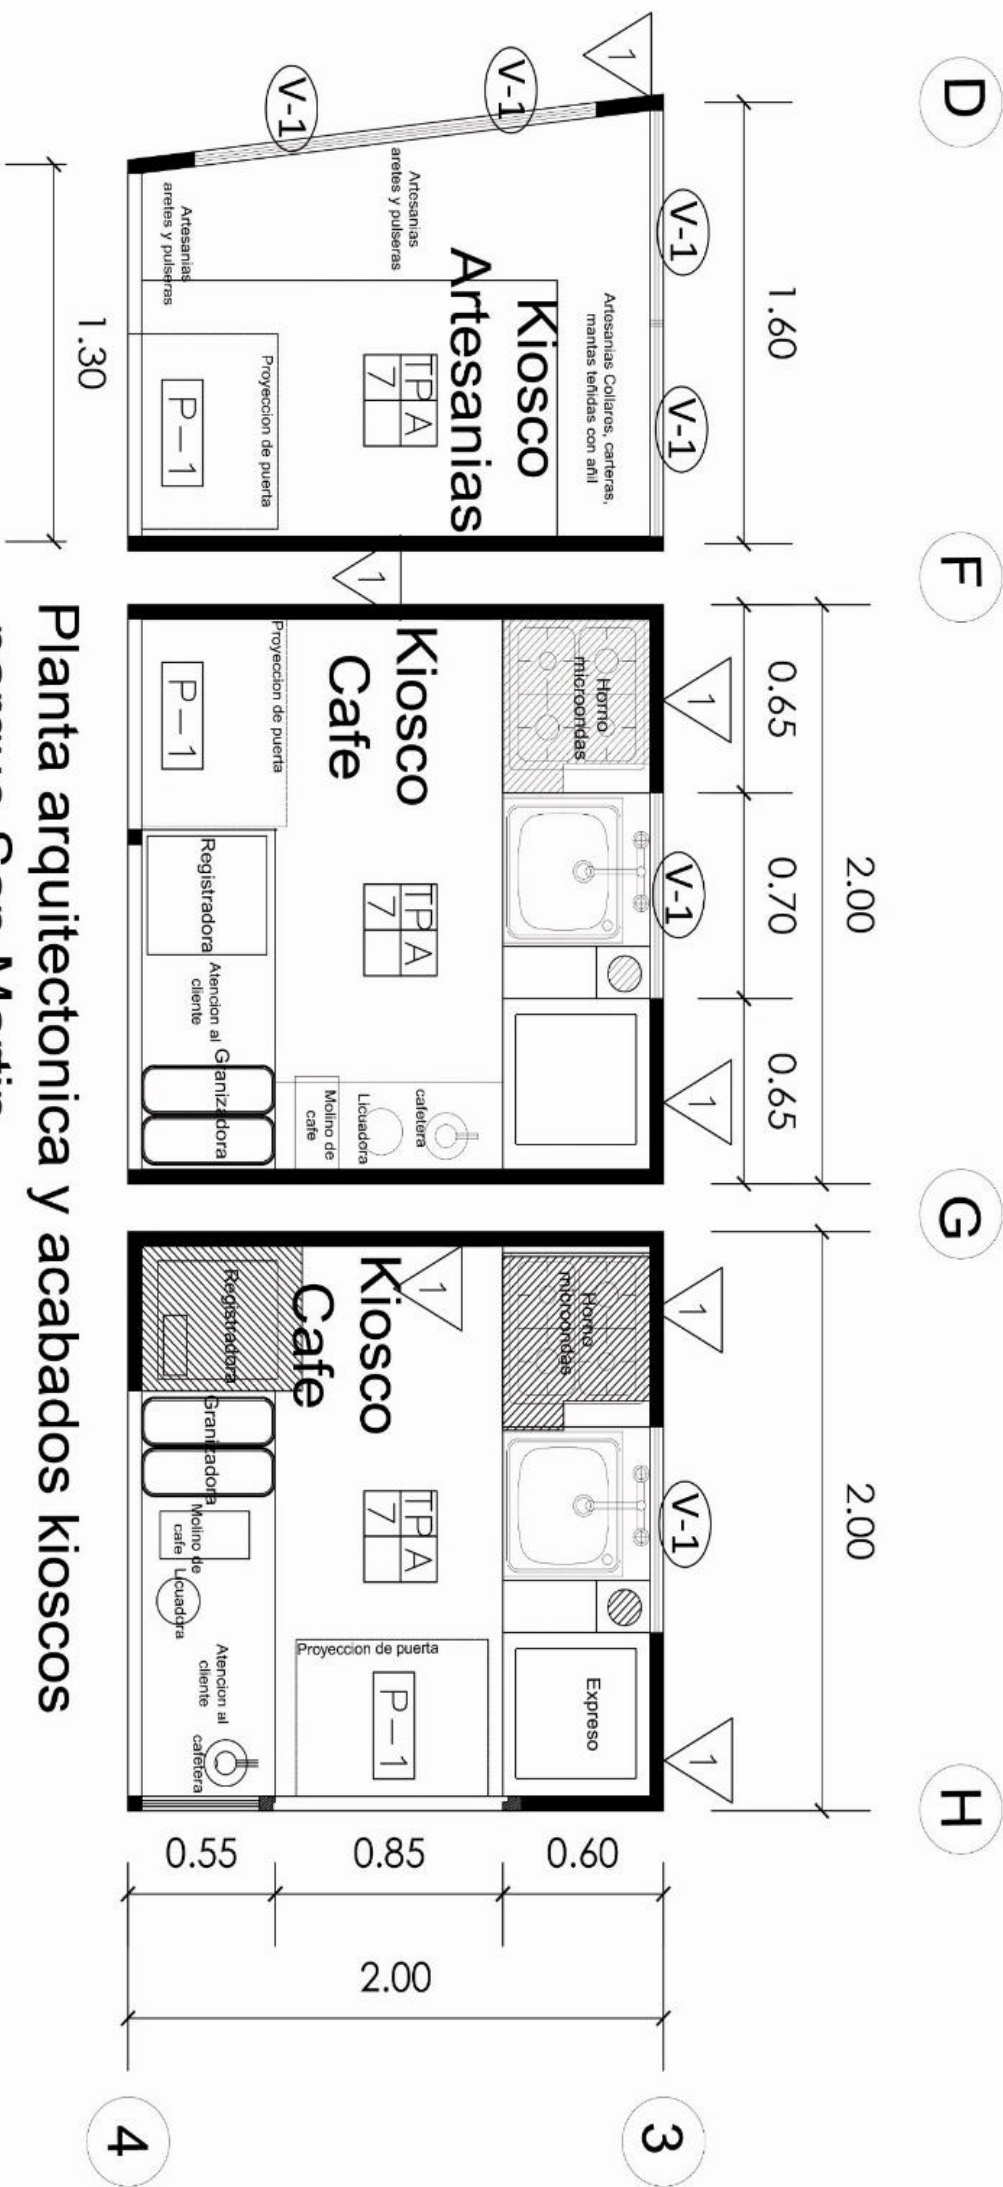 D
F
G
H
1.60
2.00
0.65
0.70
0.65
2.00
1
V-1
V-1
V-1
V-1
Artesanias Collares, carteras,
mantas teñidas con añil
Kiosco
Artesanias
Artesanias
aretes y pulseras
Artesanias
aretes y pulseras
TP A
7
Proyeccion de puerta
P-1
1.30
1
1
V-1
1
Horno
microondas
Kiosco
Cafe
TP A
7
Proyeccion de puerta
P-1
Registradora
Atencion al
cliente
Granizadora
Molino de
cafe
Licuadora
cafetera
1
V-1
1
Horno
microondas
Expreso
1
Kiosco
Cafe
TP A
7
Proyeccion de puerta
P-1
Registradora
Granizadora
Molino de
cafe
Licuadora
Atencion al
cliente
cafetera
0.60
0.85
0.55
2.00
3
4
Planta arquitectonica y acabados kioscos